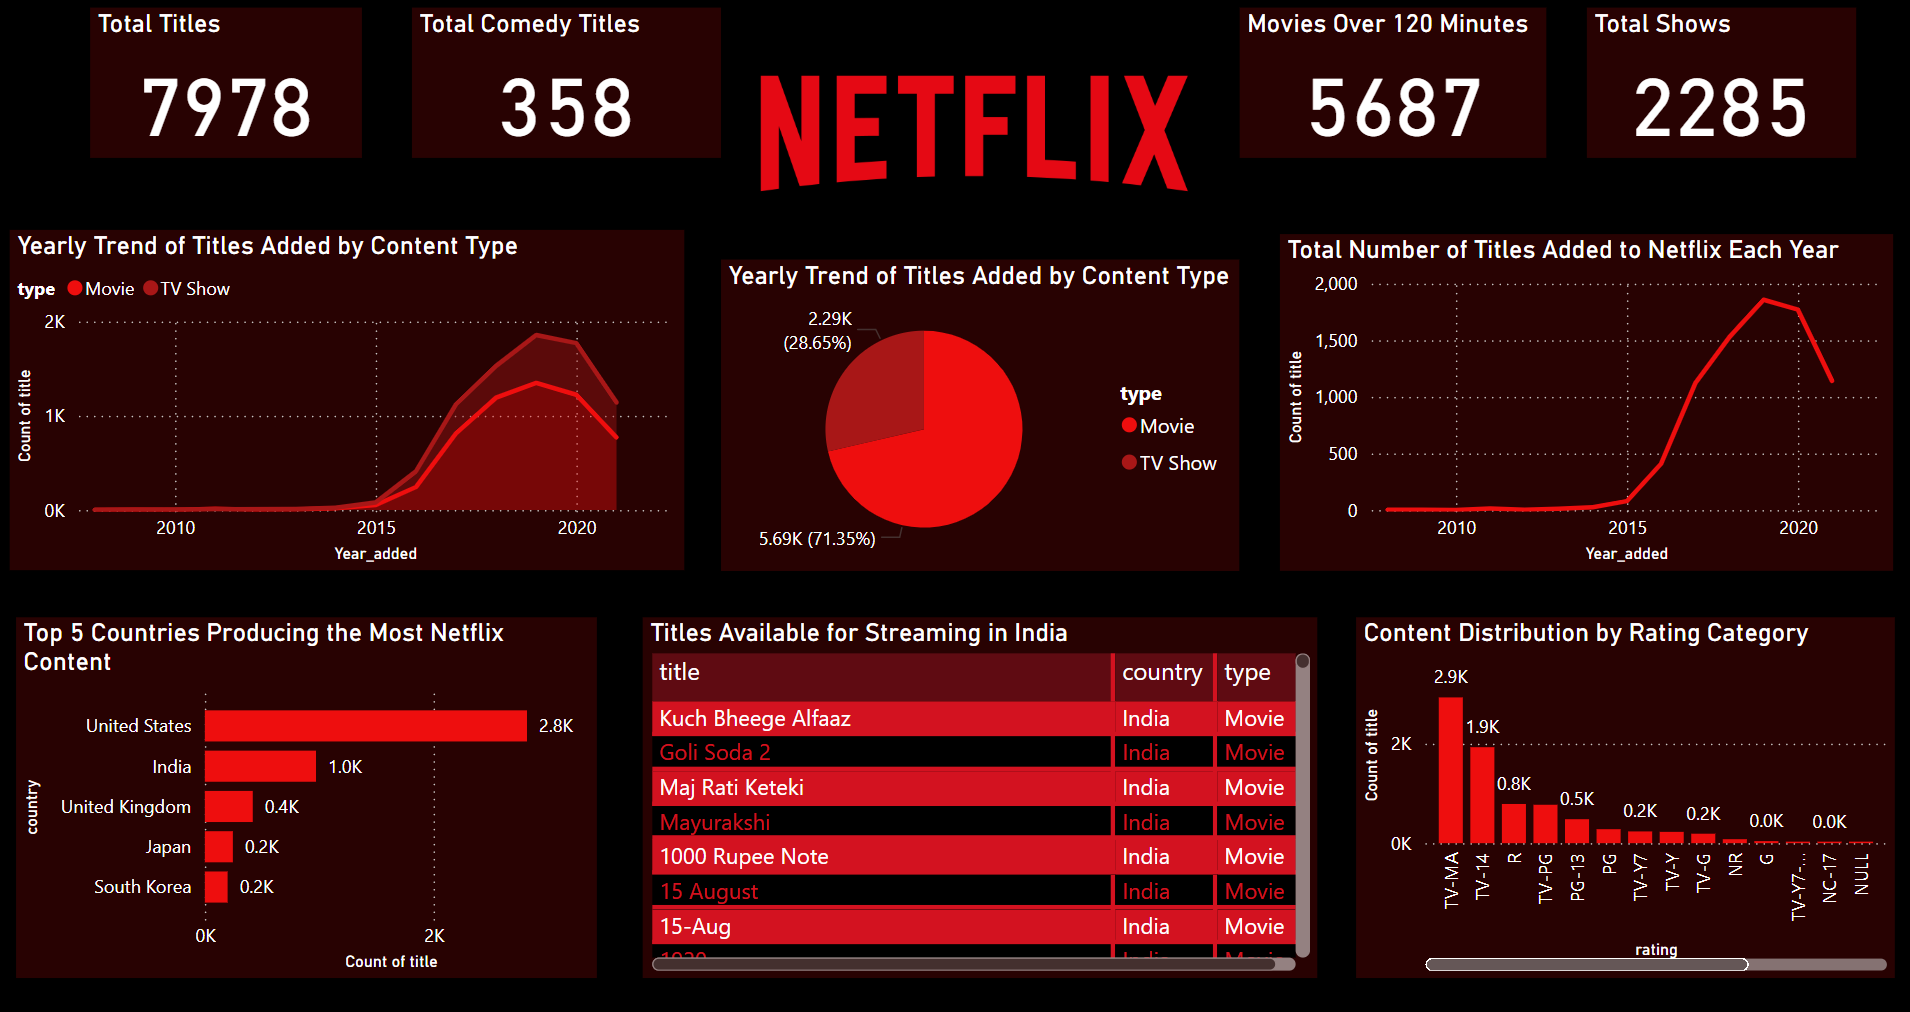 Total Titles
7978
Total Comedy Titles
358
NETFLIX
Movies Over 120 Minutes
5687
Total Shows
2285
Yearly Trend of Titles Added by Content Type
type Movie TV Show
2K
1K
0K
Count of title
2010 2015 2020
Year_added
Yearly Trend of Titles Added by Content Type
2.29K
(28.65%)
5.69K (71.35%)
type
Movie
TV Show
Total Number of Titles Added to Netflix Each Year
2,000
1,500
1,000
500
0
Count of title
2010 2015 2020
Year_added
Top 5 Countries Producing the Most Netflix
Content
country
United States 2.8K
India 1.0K
United Kingdom 0.4K
Japan 0.2K
South Korea 0.2K
0K 2K
Count of title
Titles Available for Streaming in India
title country type
Kuch Bheege Alfaaz India Movie
Goli Soda 2 India Movie
Maj Rati Keteki India Movie
Mayurakshi India Movie
1000 Rupee Note India Movie
15 August India Movie
15-Aug India Movie
Content Distribution by Rating Category
Count of title
2K
0K
2.9K
1.9K
0.8K
0.5K
0.2K
0.2K
0.0K
0.0K
TV-MA
TV-14
R
TV-PG
PG-13
PG
TV-Y7
TV-Y
TV-G
NR
G
TV-Y7-...
NC-17
NULL
rating